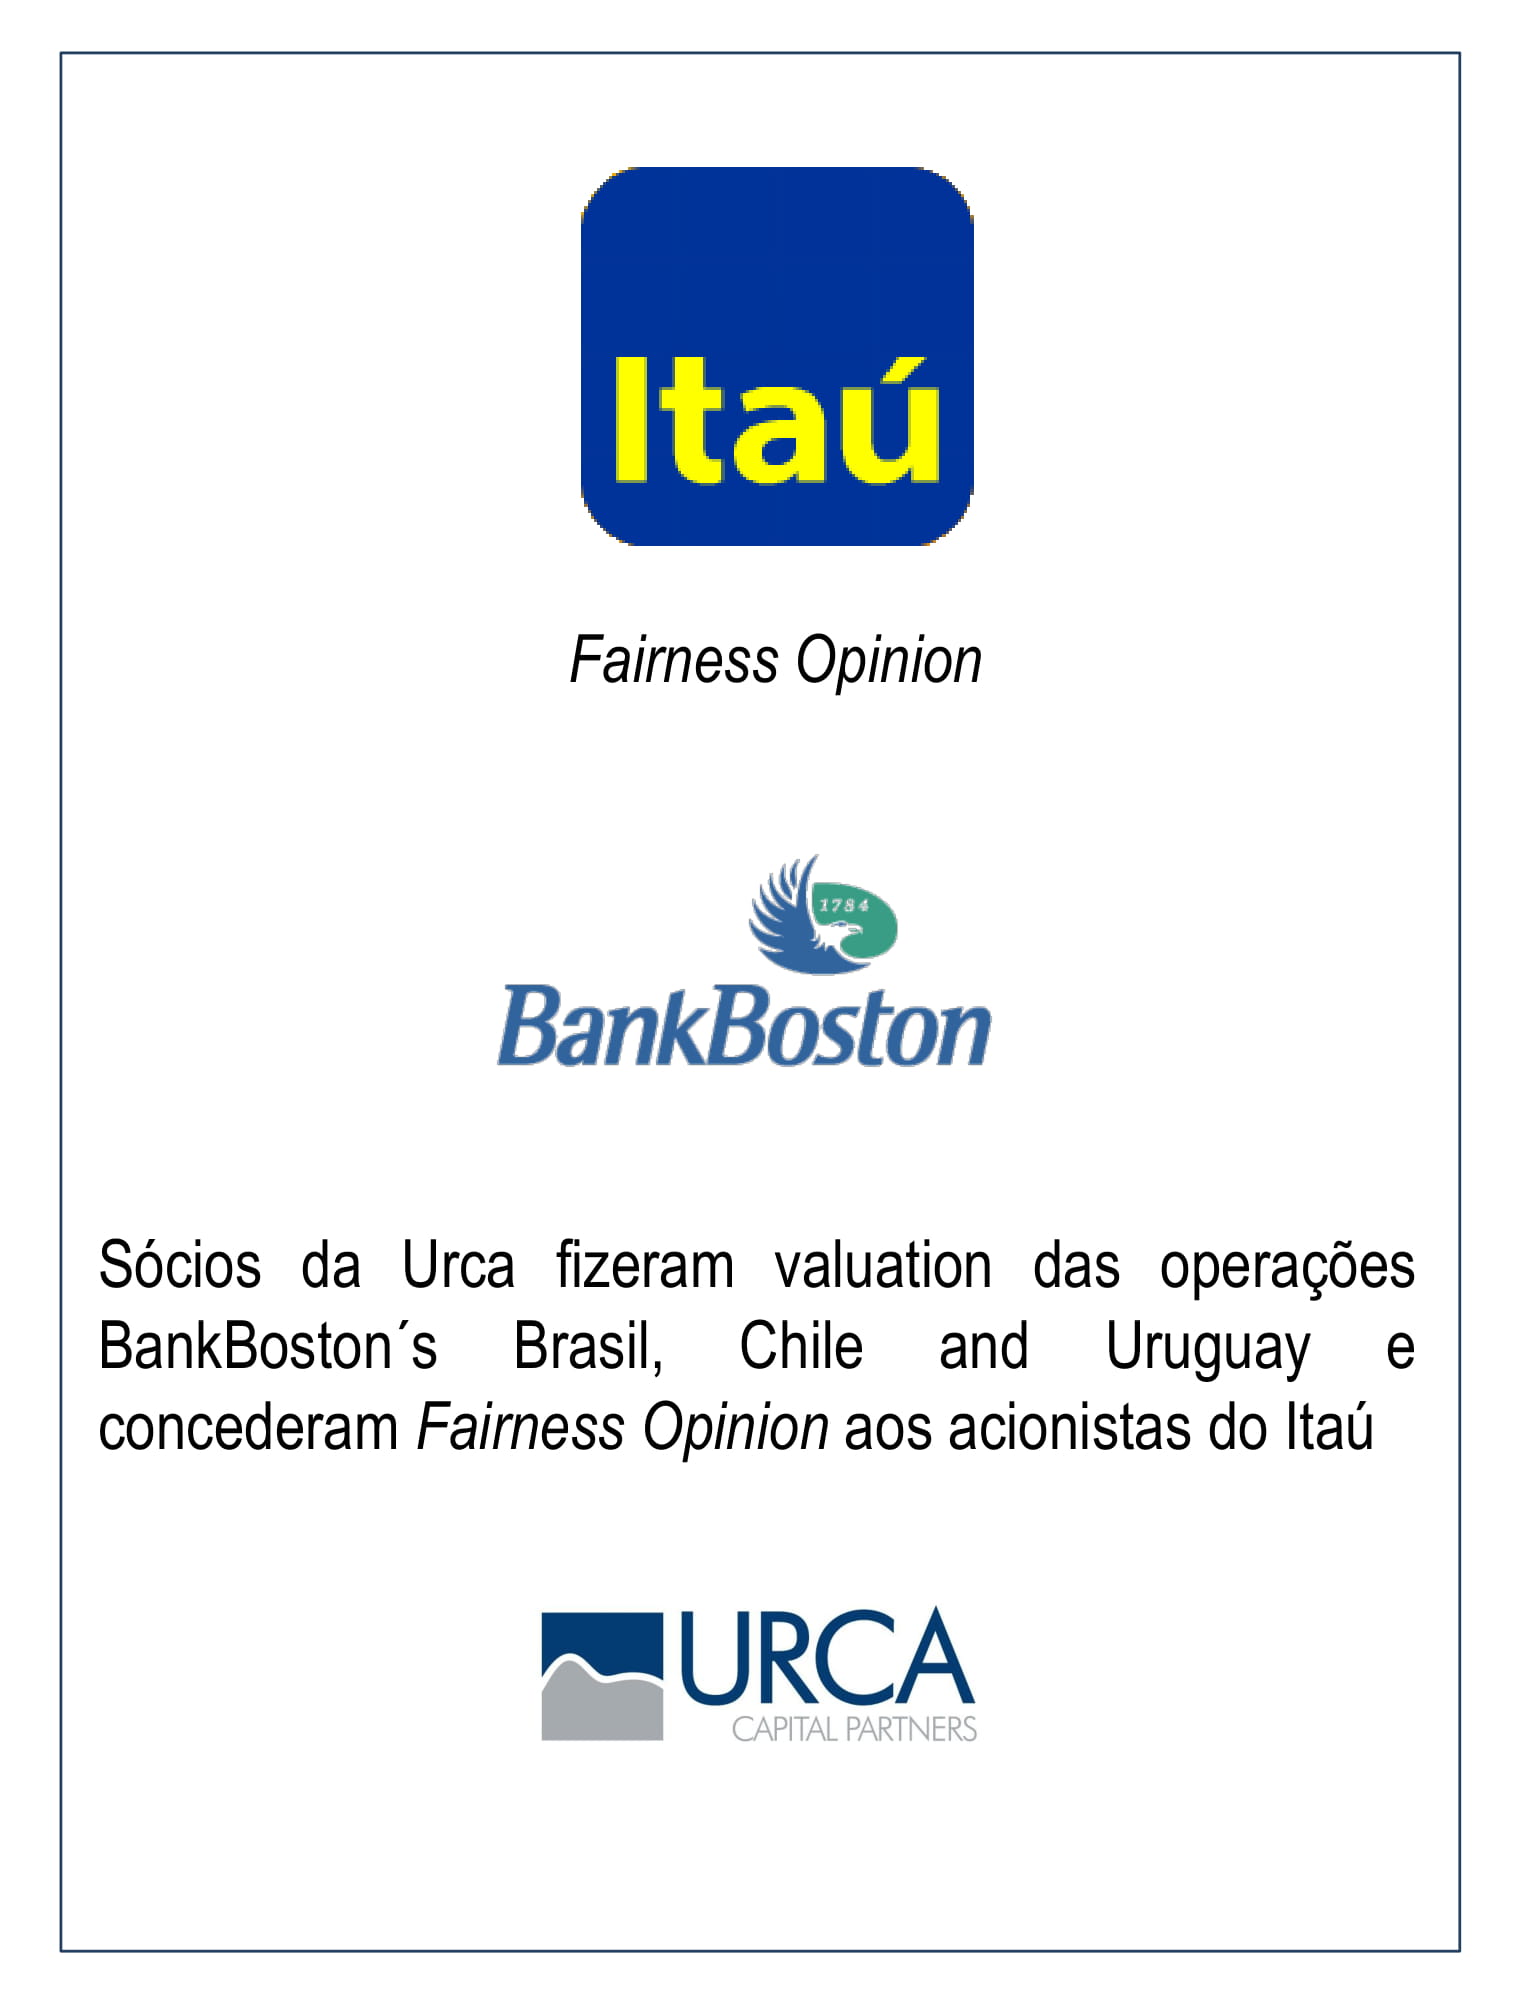 Itaú
Fairness Opinion
1784
BankBoston
Sócios da Urca fizeram valuation das operações
BankBoston´s Brasil, Chile and Uruguay e
concederam Fairness Opinion aos acionistas do Itaú
URCA
CAPITAL PARTNERS